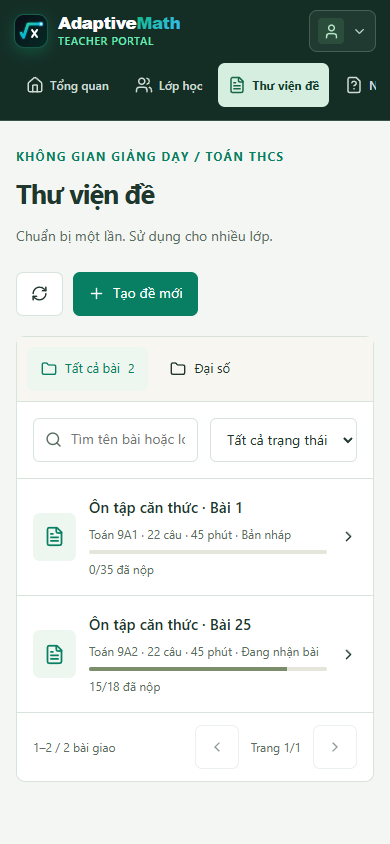 AdaptiveMath
TEACHER PORTAL
Tổng quan
Lớp học
Thư viện đề
N
KHÔNG GIAN GIẢNG DẠY / TOÁN THCS
Thư viện đề
Chuẩn bị một lần. Sử dụng cho nhiều lớp.
Tạo đề mới
Tất cả bài 2
Đại số
Tìm tên bài hoặc lớ
Tất cả trạng thái
Ôn tập căn thức · Bài 1
Toán 9A1 · 22 câu · 45 phút · Bản nháp
0/35 đã nộp
Ôn tập căn thức · Bài 25
Toán 9A2 · 22 câu · 45 phút · Đang nhận bài
15/18 đã nộp
1–2 / 2 bài giao
Trang 1/1